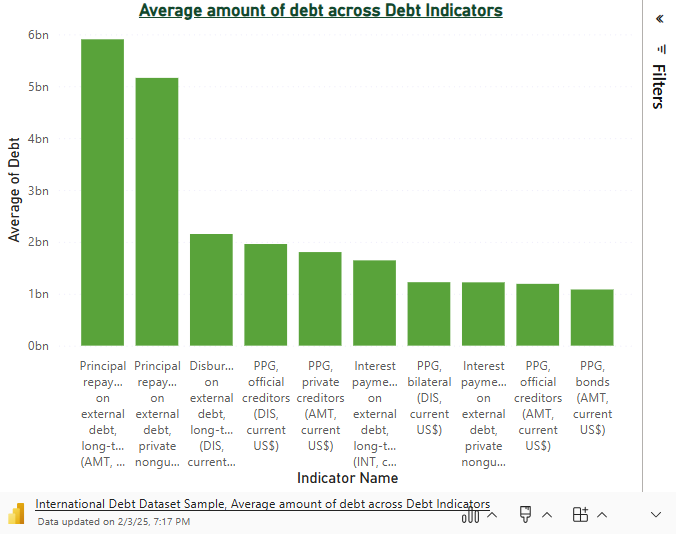 Average amount of debt across Debt Indicators
Filters
Average of Debt
6bn
5bn
4bn
3bn
2bn
1bn
0bn
Principal repay... on external debt, long-t... (AMT, ...
Principal repay... on external debt, private nongu...
Disbur... on external debt, long-t... (DIS, current...
PPG, official creditors (DIS, current US$)
PPG, private creditors (AMT, current US$)
Interest payme... on external debt, long-t... (INT, c...
PPG, bilateral (DIS, current US$)
Interest payme... on external debt, private nongu...
PPG, official creditors (AMT, current US$)
PPG, bonds (AMT, current US$)
Indicator Name
International Debt Dataset Sample, Average amount of debt across Debt Indicators
Data updated on 2/3/25, 7:17 PM